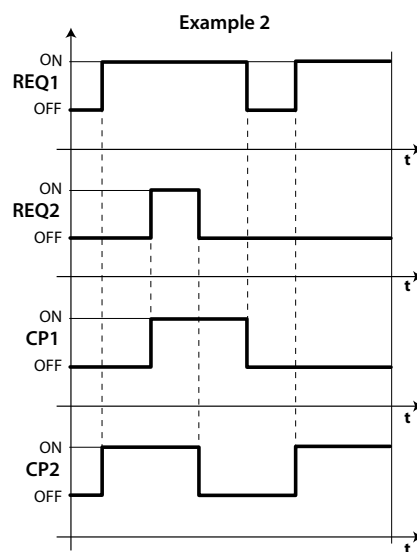 Example 2
ON
REQ1
OFF
t
ON
REQ2
OFF
t
ON
CP1
OFF
t
ON
CP2
OFF
t